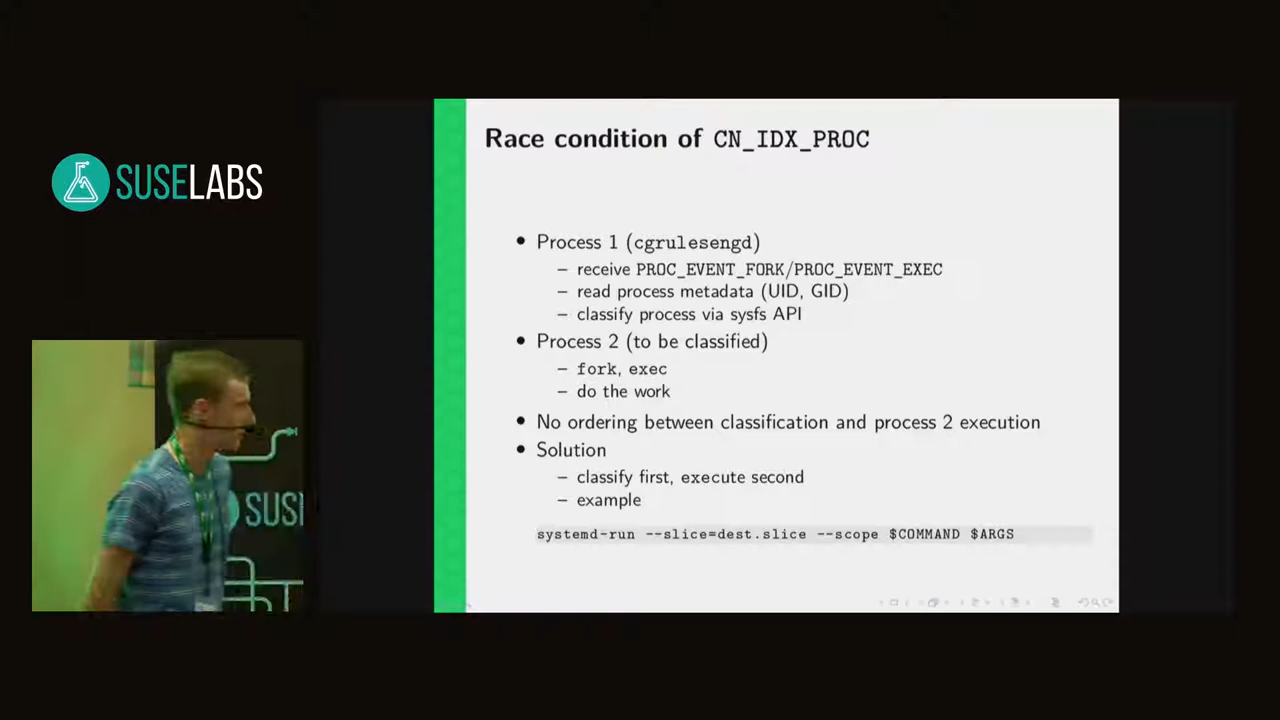 SUSELABS
Race condition of CN_IDX_PROC
• Process 1 (cgrulesengd)
– receive PROC_EVENT_FORK/PROC_EVENT_EXEC
– read process metadata (UID, GID)
– classify process via sysfs API
• Process 2 (to be classified)
– fork, exec
– do the work
• No ordering between classification and process 2 execution
• Solution
– classify first, execute second
– example
systemd-run --slice=dest.slice --scope $COMMAND $ARGS
SUSE